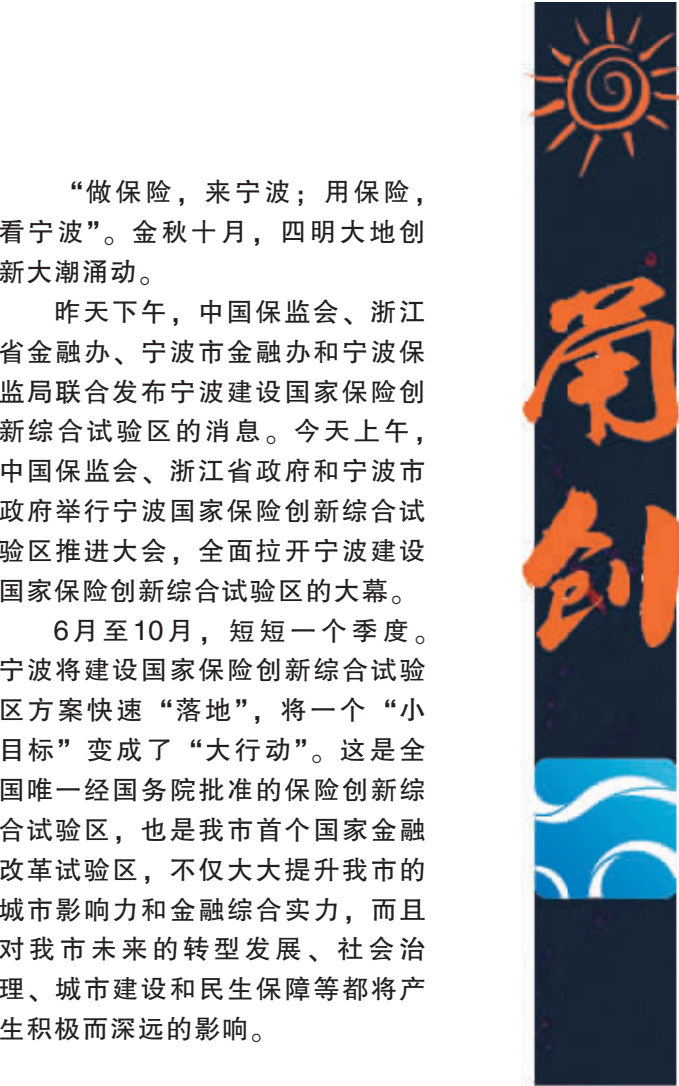 “做保险，来宁波；用保险，
看宁波”。金秋十月，四明大地创
新大潮涌动。
昨天下午，中国保监会、浙江
省金融办、宁波市金融办和宁波保
监局联合发布宁波建设国家保险创
新综合试验区的消息。今天上午，
中国保监会、浙江省政府和宁波市
政府举行宁波国家保险创新综合试
验区推进大会，全面拉开宁波建设
国家保险创新综合试验区的大幕。
6月至10月，短短一个季度。
宁波将建设国家保险创新综合试验
区方案快速“落地”，将一个“小
目标”变成了“大行动”。这是全
国唯一经国务院批准的保险创新综
合试验区，也是我市首个国家金融
改革试验区，不仅大大提升我市的
城市影响力和金融综合实力，而且
对我市未来的转型发展、社会治
理、城市建设和民生保障等都将产
生积极而深远的影响。
甬
创